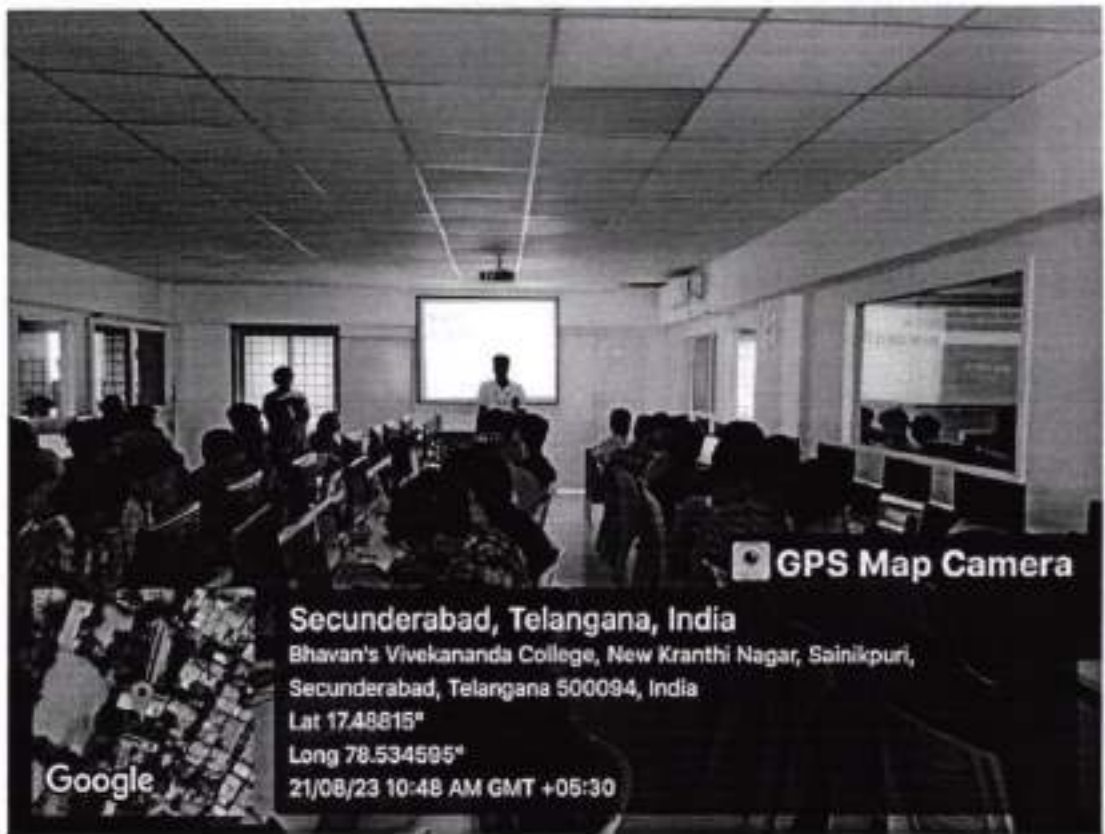 GPS Map Camera
Secunderabad, Telangana, India
Bhavan's Vivekananda College, New Kranthi Nagar, Sainikpuri,
Secunderabad, Telangana 500094, India
Lat 17.48815°
Long 78.534595°
21/08/23 10:48 AM GMT +05:30
Google